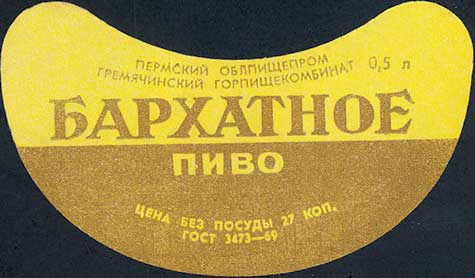 ПЕРМСКИЙ ОБЛПИЩЕПРОМ
ГРЕМЯЧИНСКИЙ ГОРПИЩЕКОМБИНАТ 0,5 л
БАРХАТНОЕ
ПИВО
ЦЕНА БЕЗ ПОСУДЫ 27 КОП.
ГОСТ 3473—69